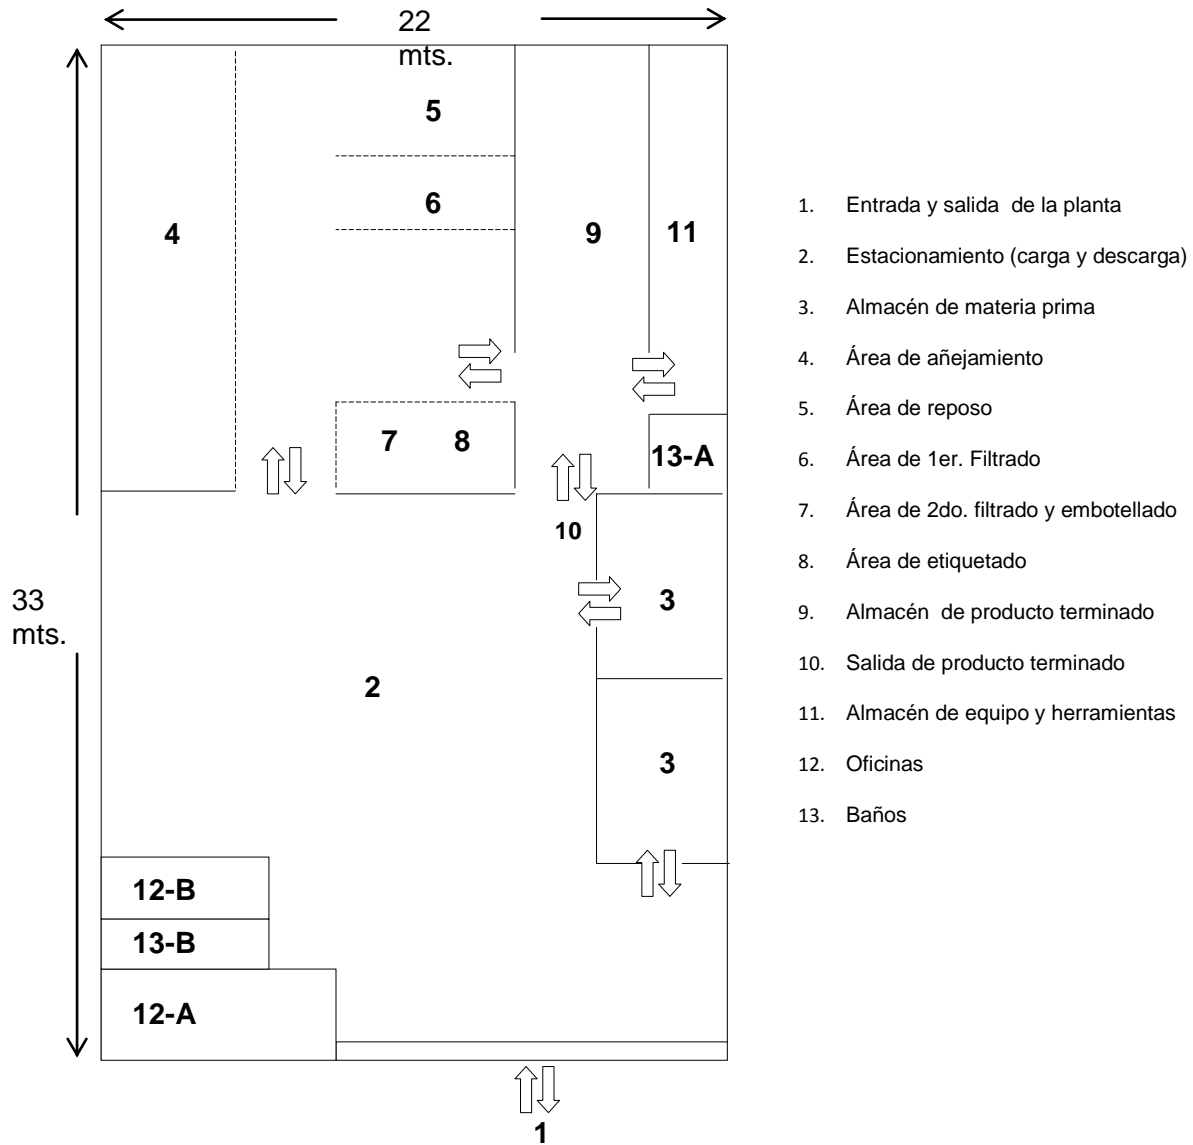 22
mts.
5
6
4
9
11
7
8
13-A
10
3
33
mts.
2
3
12-B
13-B
12-A
1
1. Entrada y salida de la planta
2. Estacionamiento (carga y descarga)
3. Almacén de materia prima
4. Área de añejamiento
5. Área de reposo
6. Área de 1er. Filtrado
7. Área de 2do. filtrado y embotellado
8. Área de etiquetado
9. Almacén de producto terminado
10. Salida de producto terminado
11. Almacén de equipo y herramientas
12. Oficinas
13. Baños